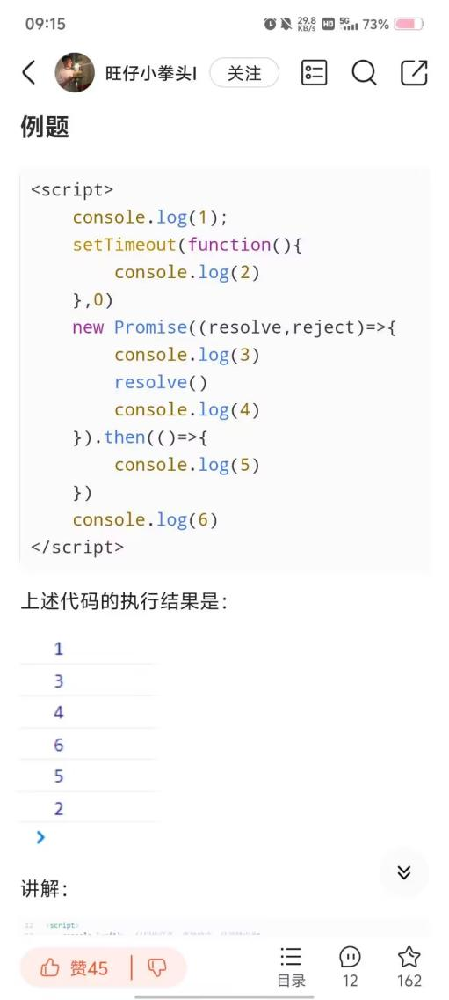 09:15
29.8 KB/s HD 5G 73%
旺仔小拳头I 关注
例题
<script>
console.log(1);
setTimeout(function(){
console.log(2)
},0)
new Promise((resolve,reject)=>{
console.log(3)
resolve()
console.log(4)
}).then(()=>{
console.log(5)
})
console.log(6)
</script>
上述代码的执行结果是：
1
3
4
6
5
2
讲解：
12 <script>
赞45
目录 12 162